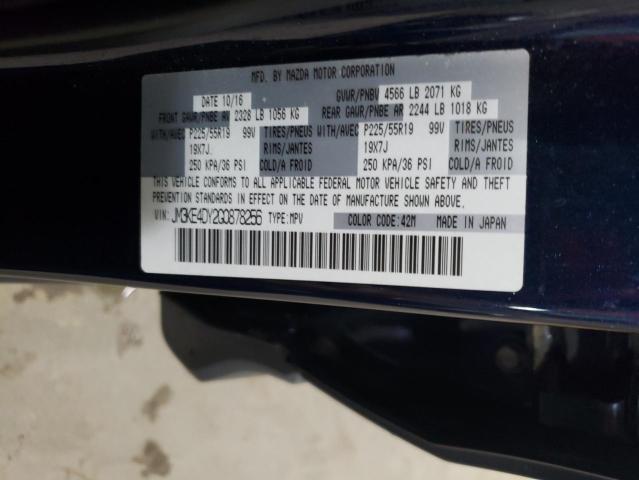 MFD. BY MAZDA MOTOR CORPORATION
DATE 10/16 GVWR/PNBV 4566 LB 2071 KG
FRONT GAWR/PNBE AV 2328 LB 1056 KG REAR GAWR/PNBE AR 2244 LB 1018 KG
WITH/AVEC P225/55R19 99V TIRES/PNEUS WITH/AVEC P225/55R19 99V TIRES/PNEUS
19X7J RIMS/JANTES 19X7J RIMS/JANTES
250 KPA/36 PSI COLD/A FROID 250 KPA/36 PSI COLD/A FROID
THIS VEHICLE CONFORMS TO ALL APPLICABLE FEDERAL MOTOR VEHICLE SAFETY AND THEFT
PREVENTION STANDARDS IN EFFECT ON THE DATE OF MANUFACTURE SHOWN ABOVE.
VIN: JM3KE4DY2G0878256 TYPE:MPV COLOR CODE:42M MADE IN JAPAN